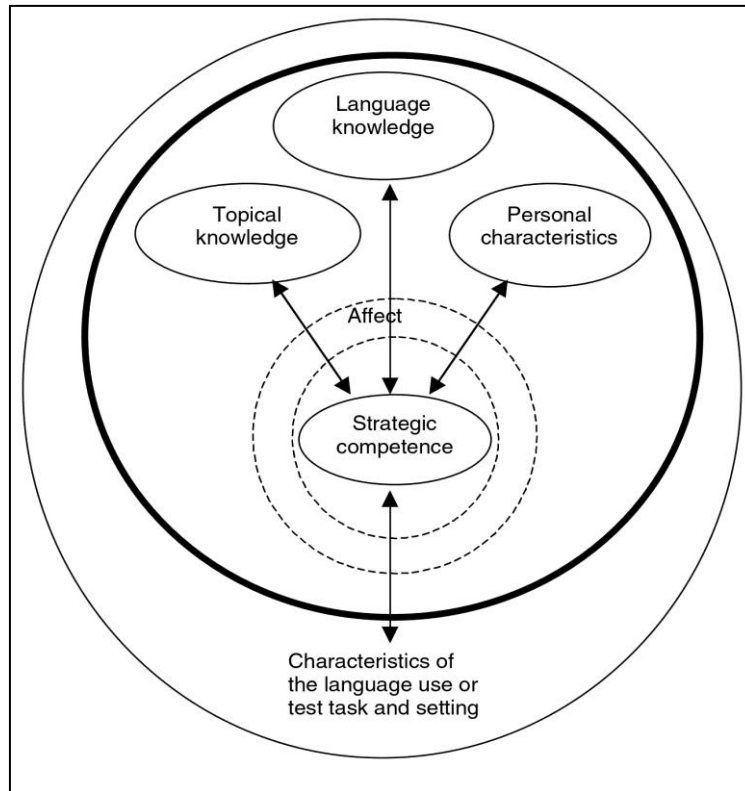 Language
knowledge
Topical
knowledge
Personal
characteristics
Affect
Strategic
competence
Characteristics of
the language use or
test task and setting